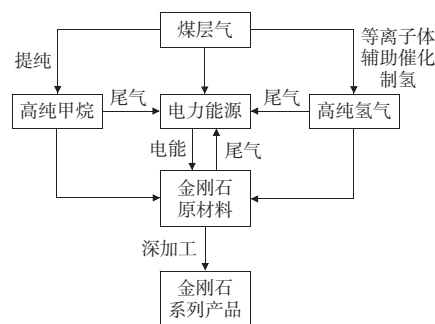 煤层气
提纯
等离子体
辅助催化
制氢
高纯甲烷
尾气
电力能源
尾气
高纯氢气
电能
尾气
金刚石
原材料
深加工
金刚石
系列产品